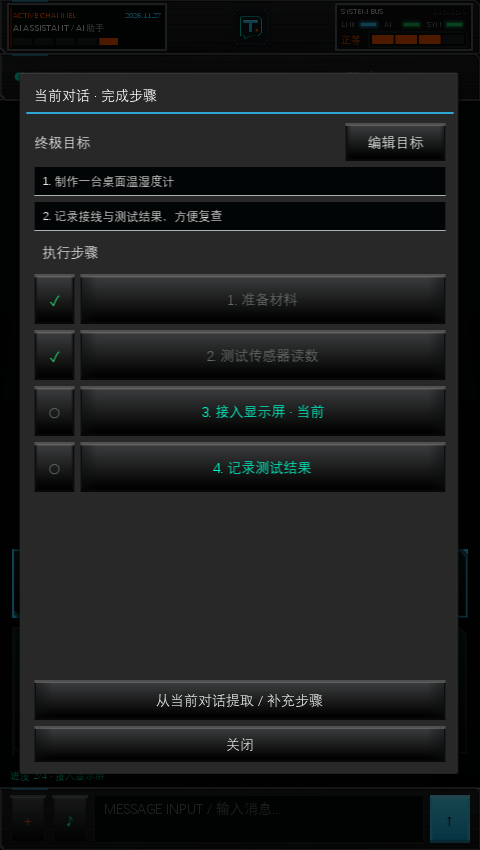 ACTIVE CHANNEL
2026.11.27
AI ASSISTANT / AI 助手
SYSTEM BUS
LINK AI SYN
正常
当前对话 · 完成步骤
终极目标
编辑目标
1. 制作一台桌面温湿度计
2. 记录接线与测试结果，方便复查
执行步骤
✓ 1. 准备材料
✓ 2. 测试传感器读数
○ 3. 接入显示屏 · 当前
○ 4. 记录测试结果
从当前对话提取 / 补充步骤
关闭
进度 2/4 · 接入显示屏
+ ♪ MESSAGE INPUT / 输入消息... ↑